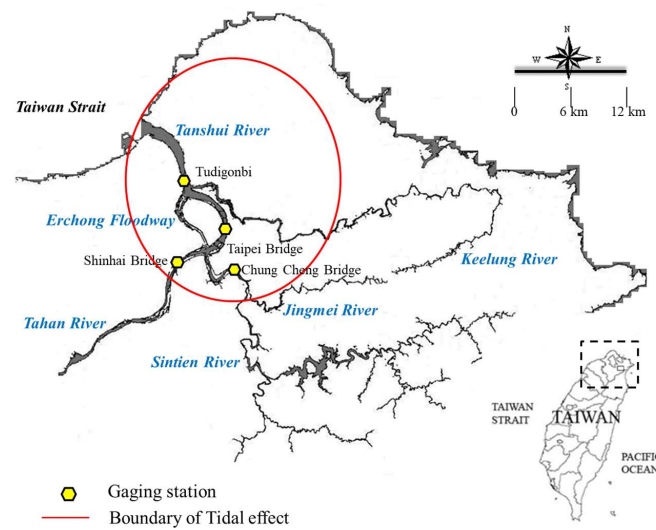 N
W E
S
0 6 km 12 km
Taiwan Strait
Tanshui River
Tudigonbi
Erchong Floodway
Taipei Bridge
Shinhai Bridge
Chung Cheng Bridge
Keelung River
Jingmei River
Tahan River
Sintien River
TAIWAN
STRAIT
TAIWAN
PACIFIC
OCEAN
Gaging station
Boundary of Tidal effect